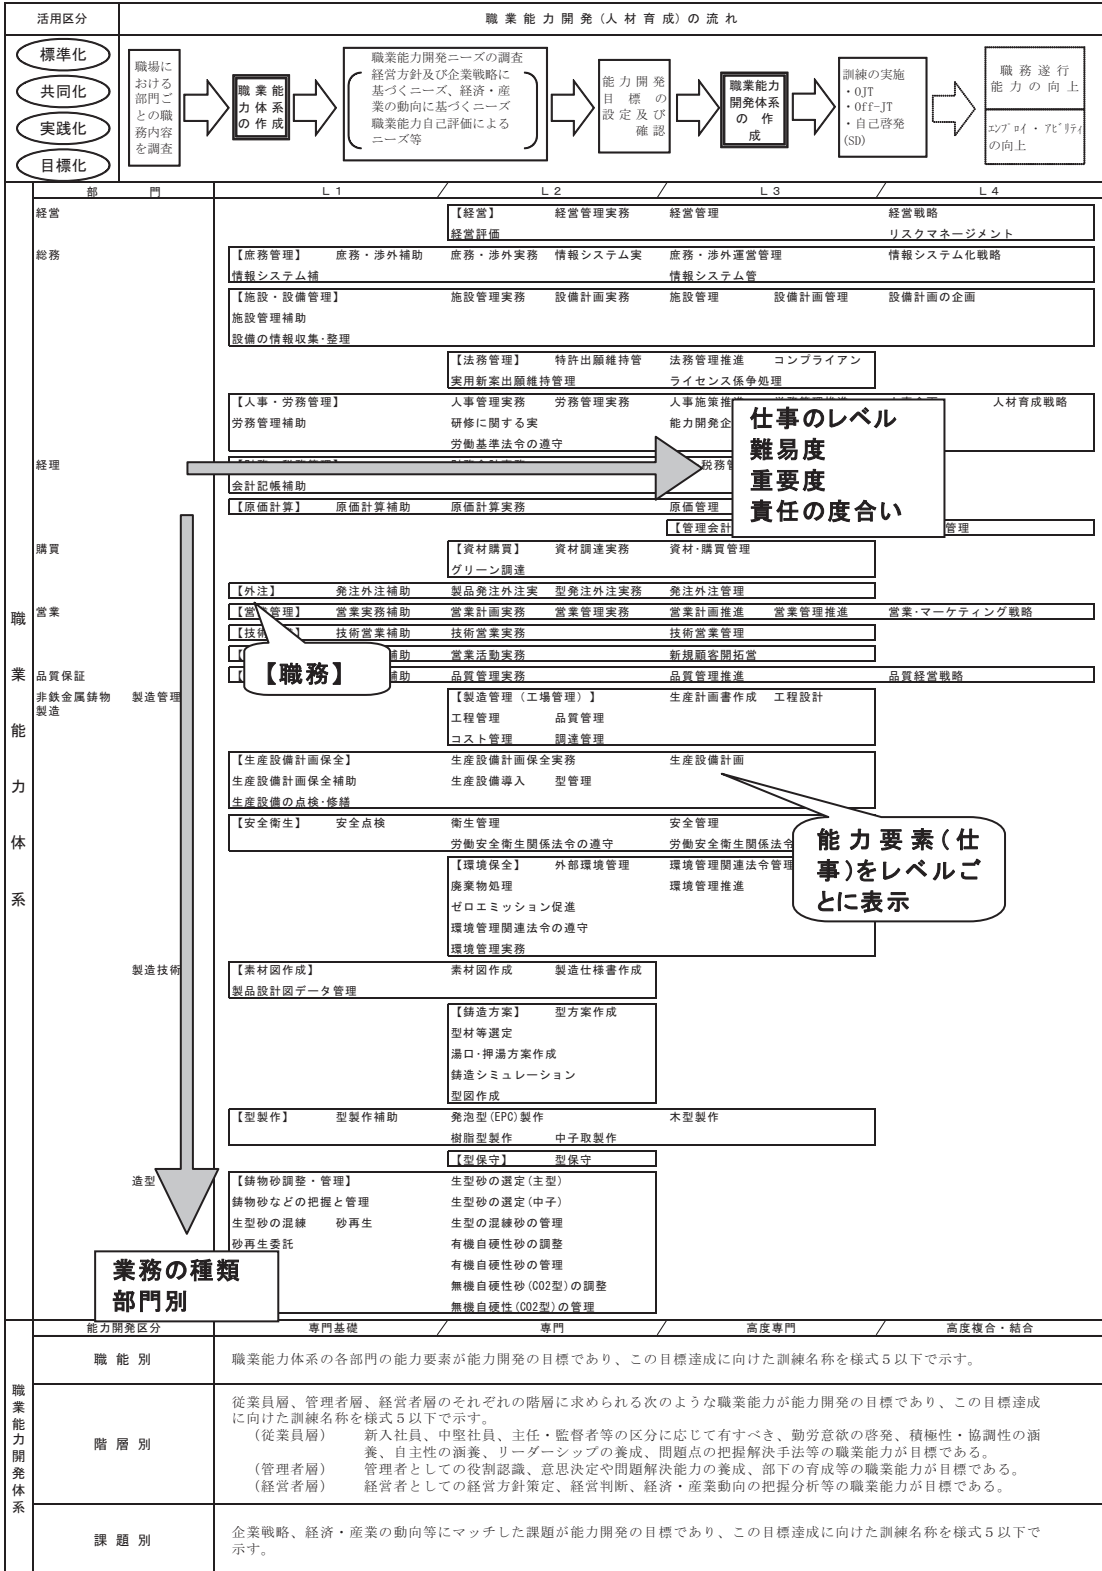 活用区分
職業能力開発(人材育成)の流れ
標準化
共同化
実践化
目標化
職場に
おける
部門ご
との職
務内容
を調査
職業能
力体系
の作成
職業能力開発ニーズの調査
経営方針及び企業戦略に
基づくニーズ、経済・産
業の動向に基づくニーズ
職業能力自己評価による
ニーズ等
能力開発
目標の
設定及び
確認
職業能力
開発体系
の作
成
訓練の実施
・OJT
・Off-JT
・自己啓発
(SD)
職務遂行
能力の向上
ｴﾝﾌﾟﾛｲ・ｱﾋﾞﾘﾃｨ
の向上
部門 L1 L2 L3 L4
職業能力体系
経営 【経営】 経営管理実務 経営管理 経営戦略
経営評価 リスクマネージメント
総務 【庶務管理】 庶務・渉外補助 庶務・渉外実務 情報システム実 庶務・渉外運営管理 情報システム化戦略
情報システム補 情報システム管
【施設・設備管理】 施設管理実務 設備計画実務 施設管理 設備計画管理 設備計画の企画
施設管理補助
設備の情報収集・整理
【法務管理】 特許出願維持管 法務管理推進 コンプライアン
実用新案出願維持管理 ライセンス係争処理
【人事・労務管理】 人事管理実務 労務管理実務 人事施策推 人材育成戦略
労務管理補助 研修に関する実 能力開発企
労働基準法令の遵守
仕事のレベル
難易度
重要度
責任の度合い
経理 税務
会計記帳補助
【原価計算】 原価計算補助 原価計算実務 原価管理
【管理会計 管理
購買 【資材購買】 資材調達実務 資材・購買管理
グリーン調達
【外注】 発注外注補助 製品発注外注実 型発注外注実務 発注外注管理
営業 【営 管理】 営業実務補助 営業計画実務 営業管理実務 営業計画推進 営業管理推進 営業・マーケティング戦略
【技術 】 技術営業補助 技術営業実務 技術営業管理
補助 営業活動実務 新規顧客開拓営
【職務】
品質保証 補助 品質管理実務 品質管理推進 品質経営戦略
非鉄金属鋳物 製造管理 【製造管理（工場管理）】 生産計画書作成 工程設計
製造
工程管理 品質管理
コスト管理 調達管理
【生産設備計画保全】 生産設備計画保全実務 生産設備計画
生産設備計画保全補助 生産設備導入 型管理
生産設備の点検・修繕
【安全衛生】 安全点検 衛生管理 安全管理
労働安全衛生関係法令の遵守 労働安全衛生関係法令
【環境保全】 外部環境管理 環境管理関連法令管理
廃棄物処理 環境管理推進
ゼロエミッション促進
環境管理関連法令の遵守
環境管理実務
能力要素(仕
事)をレベルご
とに表示
製造技術 【素材図作成】 素材図作成 製造仕様書作成
製品設計図データ管理
【鋳造方案】 型方案作成
型材等選定
湯口・押湯方案作成
鋳造シミュレーション
型図作成
【型製作】 型製作補助 発泡型(EPC)製作 木型製作
樹脂型製作 中子取製作
【型保守】 型保守
造型 【鋳物砂調整・管理】 生型砂の選定(主型)
鋳物砂などの把握と管理 生型砂の選定(中子)
生型砂の混練 砂再生 生型の混練砂の管理
砂再生委託 有機自硬性砂の調整
有機自硬性砂の管理
無機自硬性砂(CO2型)の調整
無機自硬性(CO2型)の管理
業務の種類
部門別
職業能力開発体系
能力開発区分 専門基礎 専門 高度専門 高度複合・結合
職能別 職業能力体系の各部門の能力要素が能力開発の目標であり、この目標達成に向けた訓練名称を様式５以下で示す。
階層別
従業員層、管理者層、経営者層のそれぞれの階層に求められる次のような職業能力が能力開発の目標であり、この目標達成
に向けた訓練名称を様式５以下で示す。
（従業員層） 新入社員、中堅社員、主任・監督者等の区分に応じて有すべき、勤労意欲の啓発、積極性・協調性の涵
養、自主性の涵養、リーダーシップの養成、問題点の把握解決手法等の職業能力が目標である。
（管理者層） 管理者としての役割認識、意思決定や問題解決能力の養成、部下の育成等の職業能力が目標である。
（経営者層） 経営者としての経営方針策定、経営判断、経済・産業動向の把握分析等の職業能力が目標である。
課題別
企業戦略、経済・産業の動向等にマッチした課題が能力開発の目標であり、この目標達成に向けた訓練名称を様式５以下で
示す。